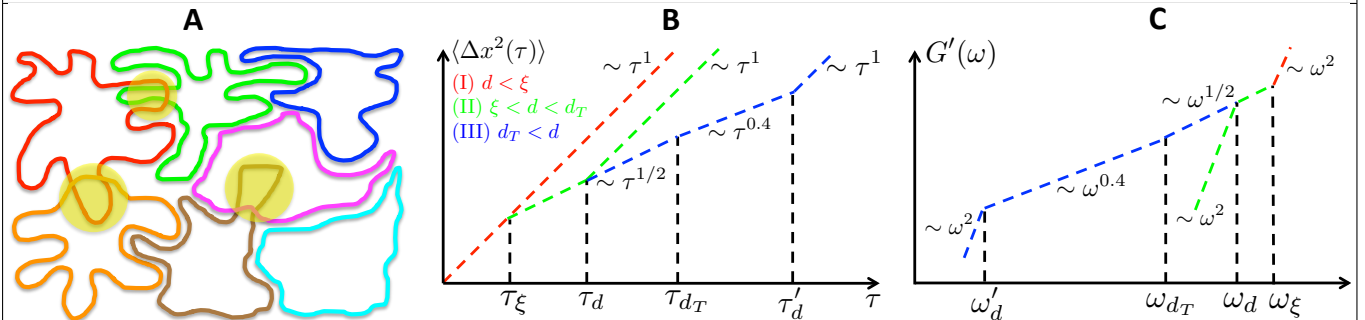 A
B
⟨Δx²(τ)⟩
(I) d < ξ
(II) ξ < d < d_T
(III) d_T < d
~ τ¹
~ τ¹
~ τ¹
~ τ^{0.4}
~ τ^{1/2}
τ_ξ
τ_d
τ_{d_T}
τ'_d
τ
C
G′(ω)
~ ω²
~ ω^{1/2}
~ ω^{0.4}
~ ω²
~ ω²
ω'_d
ω_{d_T}
ω_d
ω_ξ